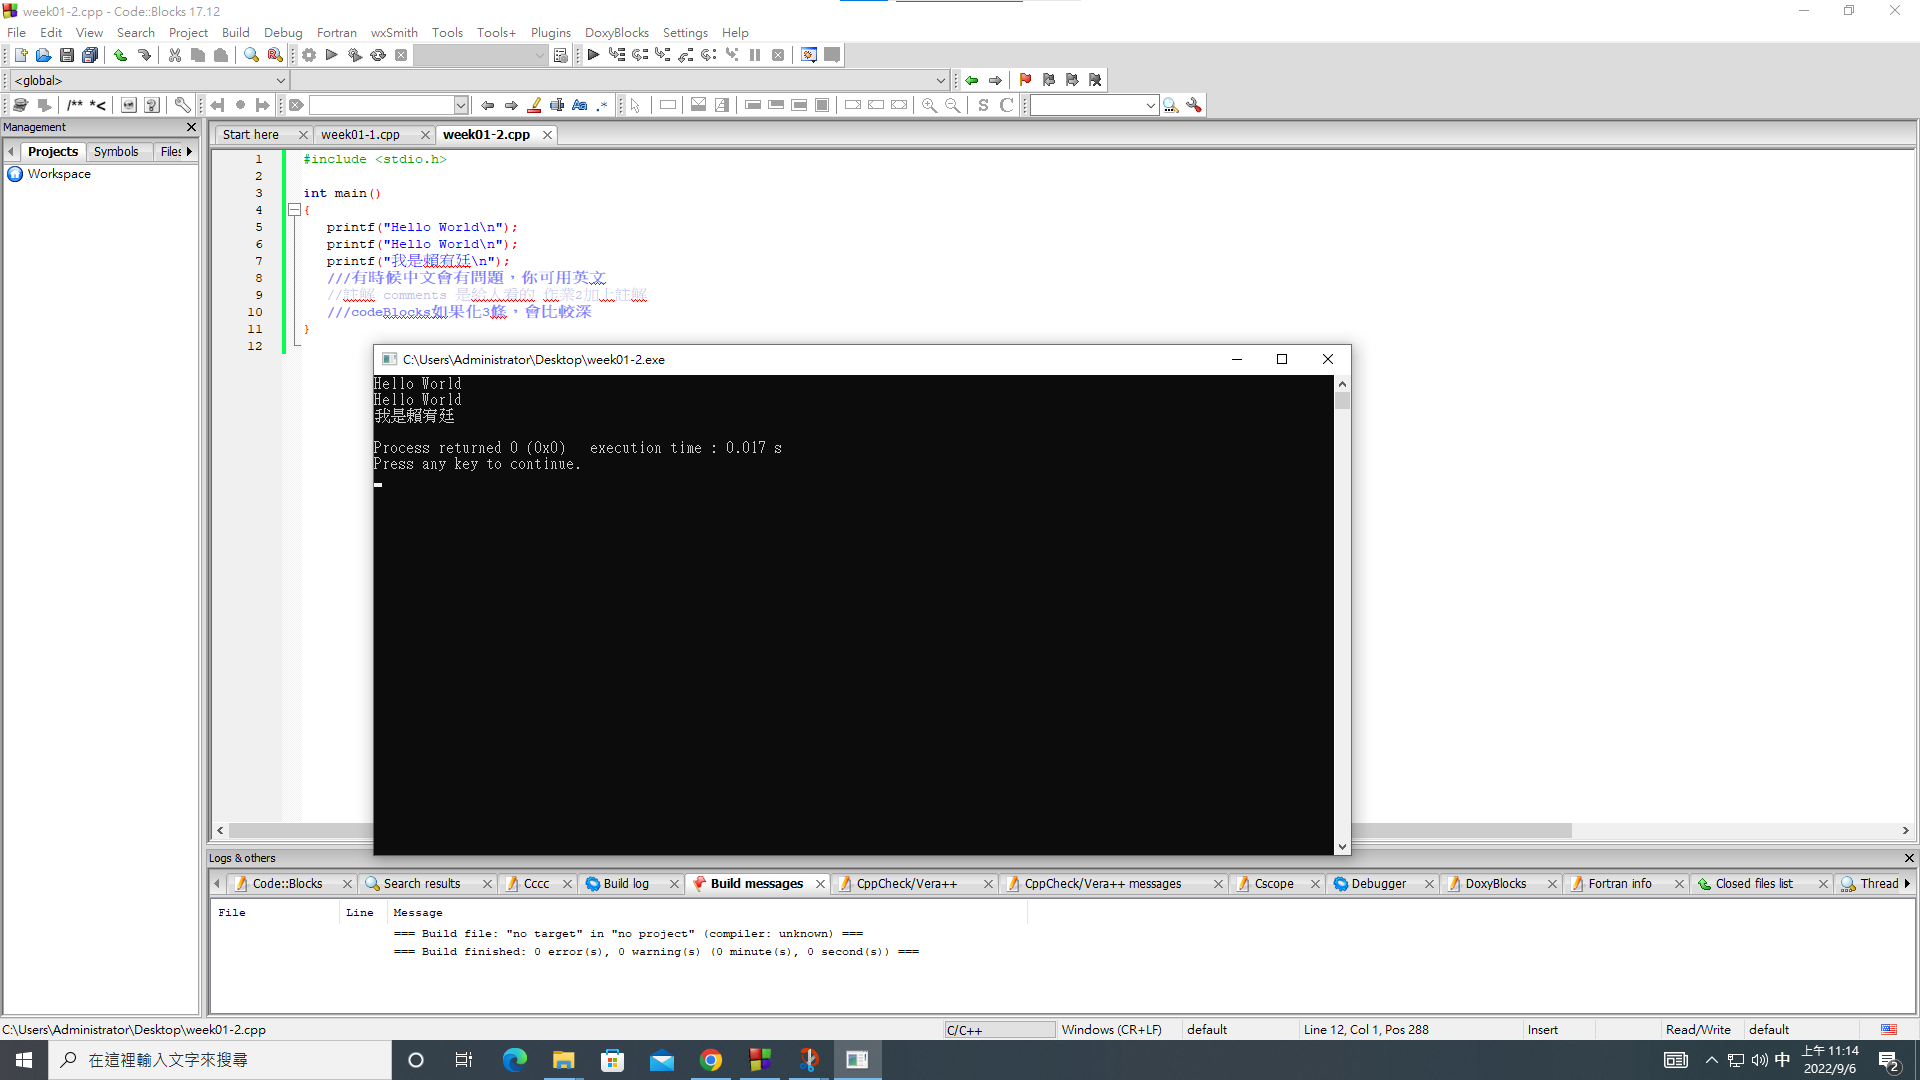 week01-2.cpp - Code::Blocks 17.12
File Edit View Search Project Build Debug Fortran wxSmith Tools Tools+ Plugins DoxyBlocks Settings Help
<global>
/** *<
Aa .*
S C
Management
Projects Symbols Files
Workspace
Start here week01-1.cpp week01-2.cpp
1 #include <stdio.h>
2
3 int main()
4 {
5 printf("Hello World\n");
6 printf("Hello World\n");
7 printf("我是賴宥廷\n");
8 ///有時候中文會有問題，你可用英文
9 //註解 comments 是給人看的 作業2加上註解
10 ///codeBlocks如果化3條，會比較深
11 }
12
C:\Users\Administrator\Desktop\week01-2.exe
Hello World
Hello World
我是賴宥廷
Process returned 0 (0x0) execution time : 0.017 s
Press any key to continue.
Logs & others
Code::Blocks Search results Cccc Build log Build messages CppCheck/Vera++ CppCheck/Vera++ messages Cscope Debugger DoxyBlocks Fortran info Closed files list Thread
File Line Message
=== Build file: "no target" in "no project" (compiler: unknown) ===
=== Build finished: 0 error(s), 0 warning(s) (0 minute(s), 0 second(s)) ===
C:\Users\Administrator\Desktop\week01-2.cpp C/C++ Windows (CR+LF) default Line 12, Col 1, Pos 288 Insert Read/Write default
在這裡輸入文字來搜尋
中
上午 11:14
2022/9/6
2